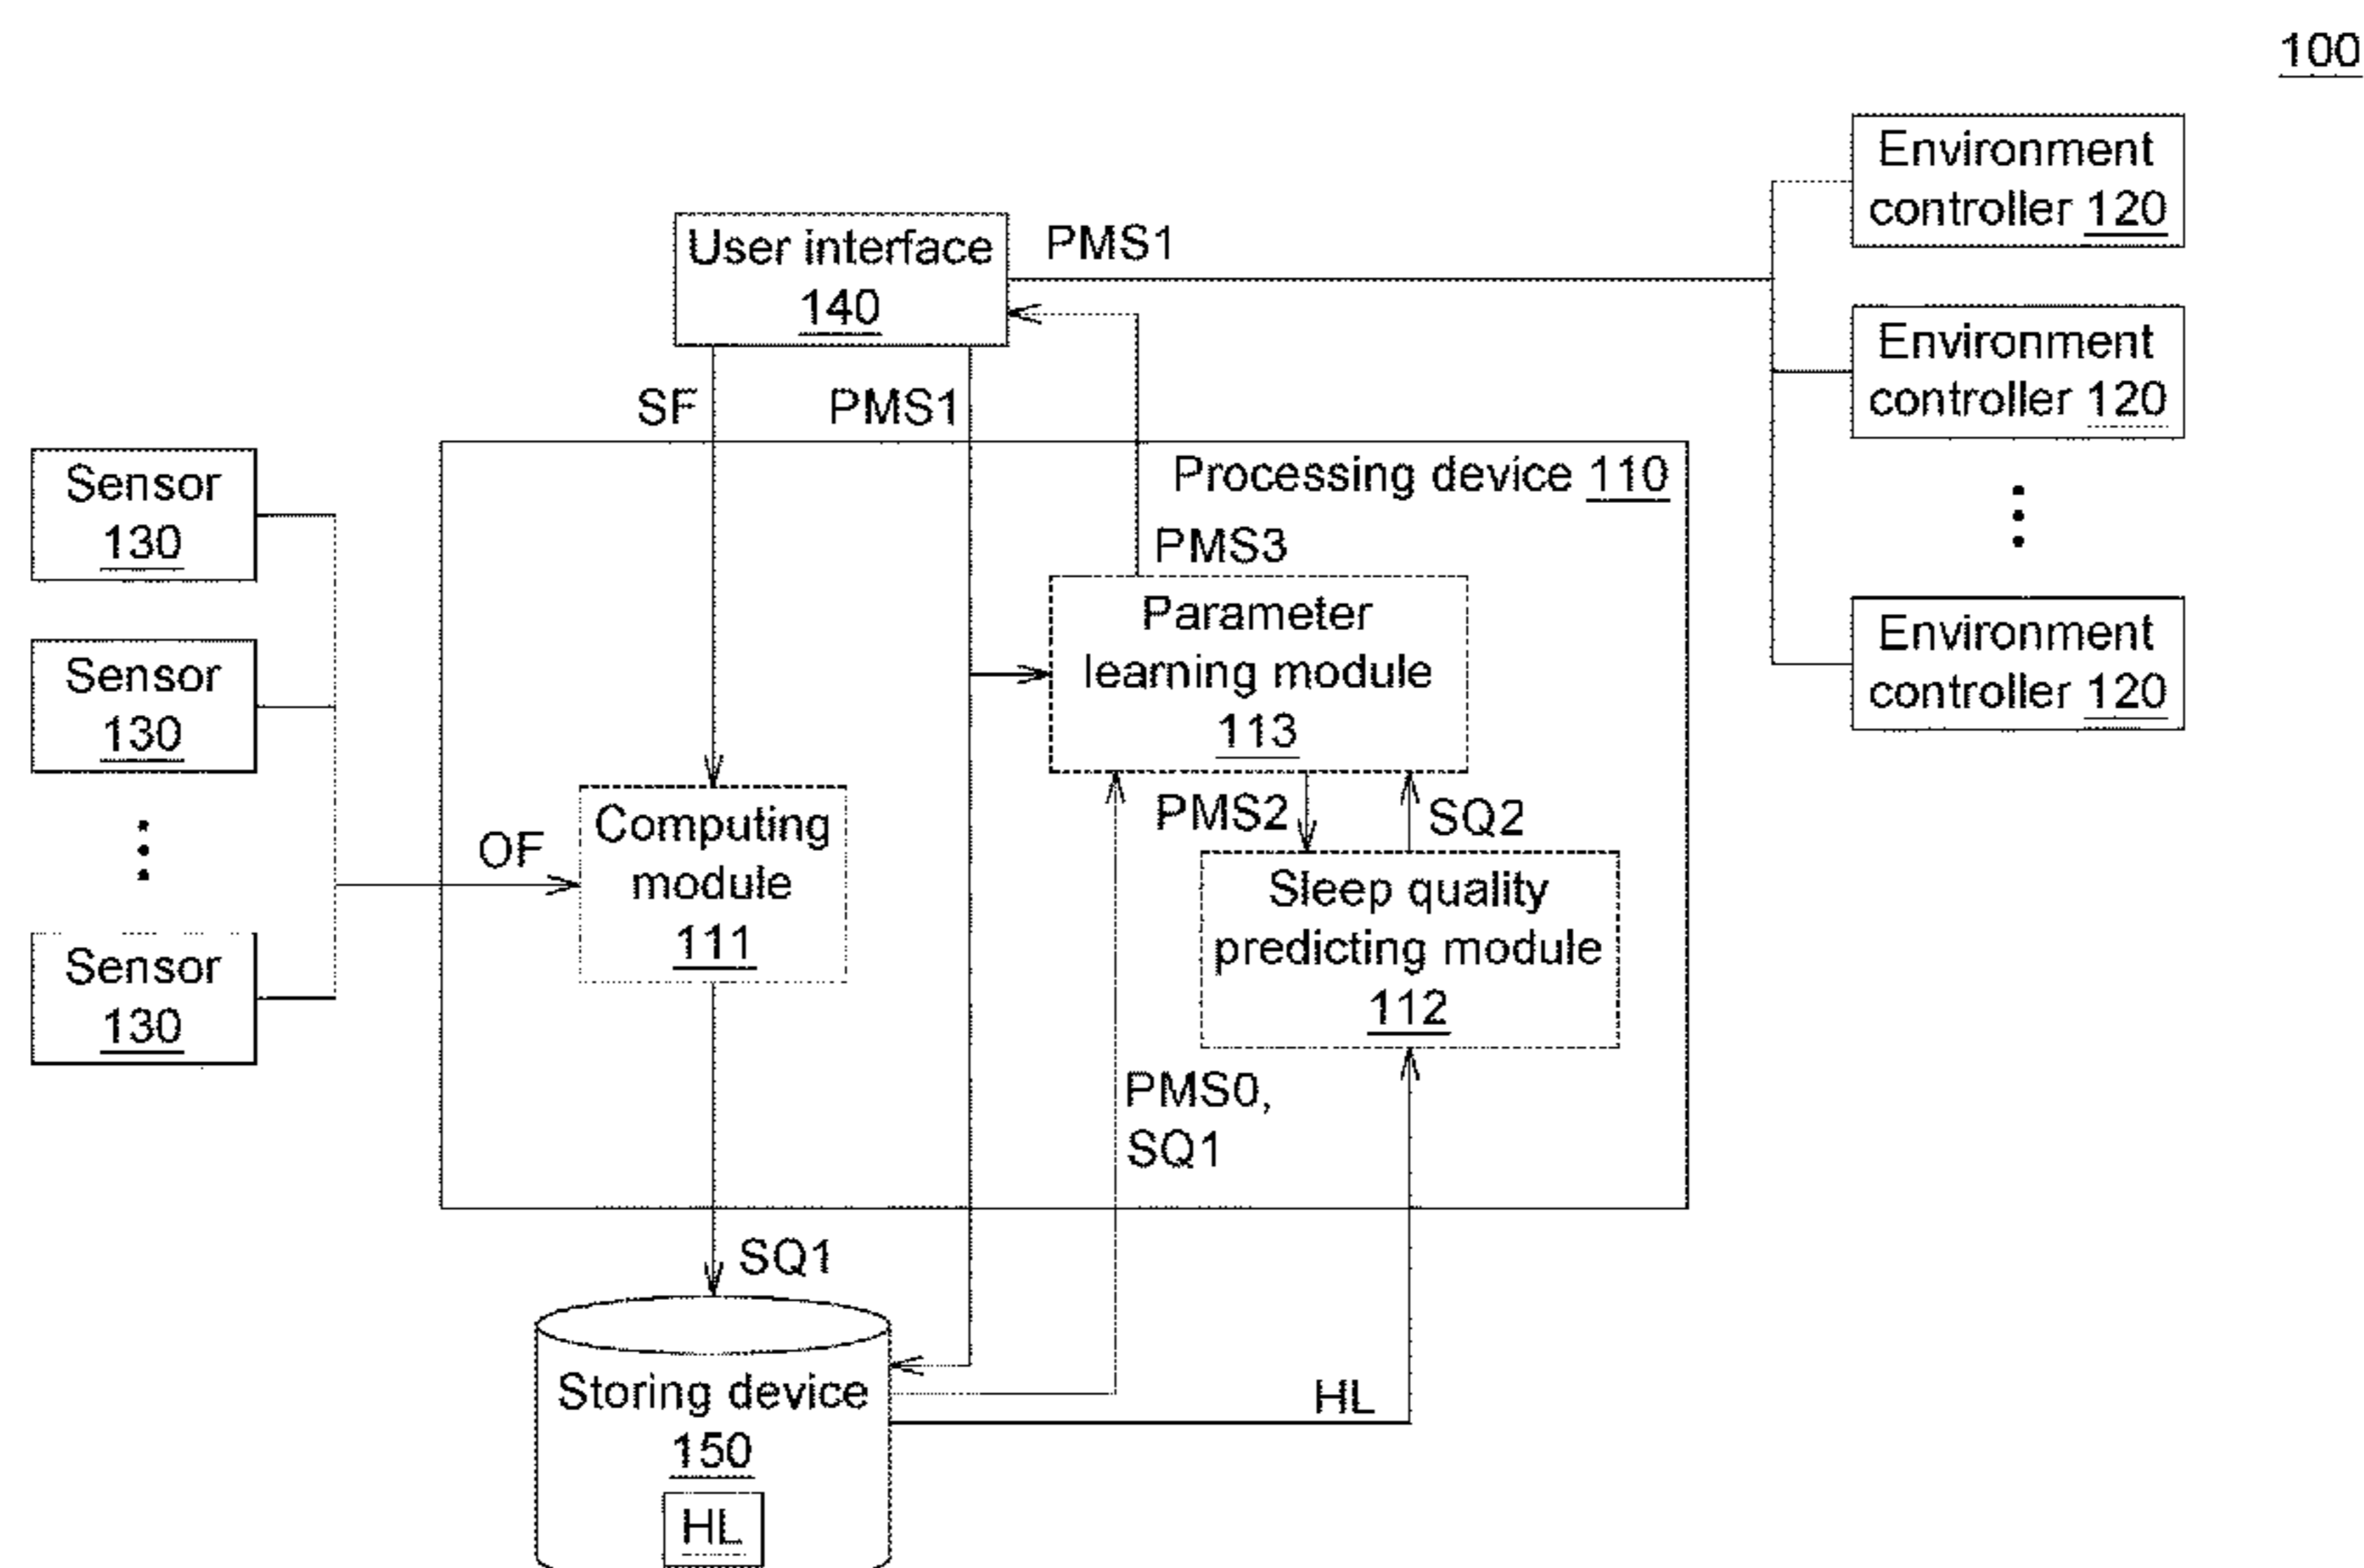 100
Environment
controller 120
User interface
140
PMS1
Environment
controller 120
SF
PMS1
Processing device 110
Sensor
130
PMS3
Parameter
learning module
113
Environment
controller 120
Sensor
130
Computing
module
111
OF
PMS2
SQ2
Sleep quality
predicting module
112
Sensor
130
PMS0,
SQ1
SQ1
Storing device
150
HL
HL